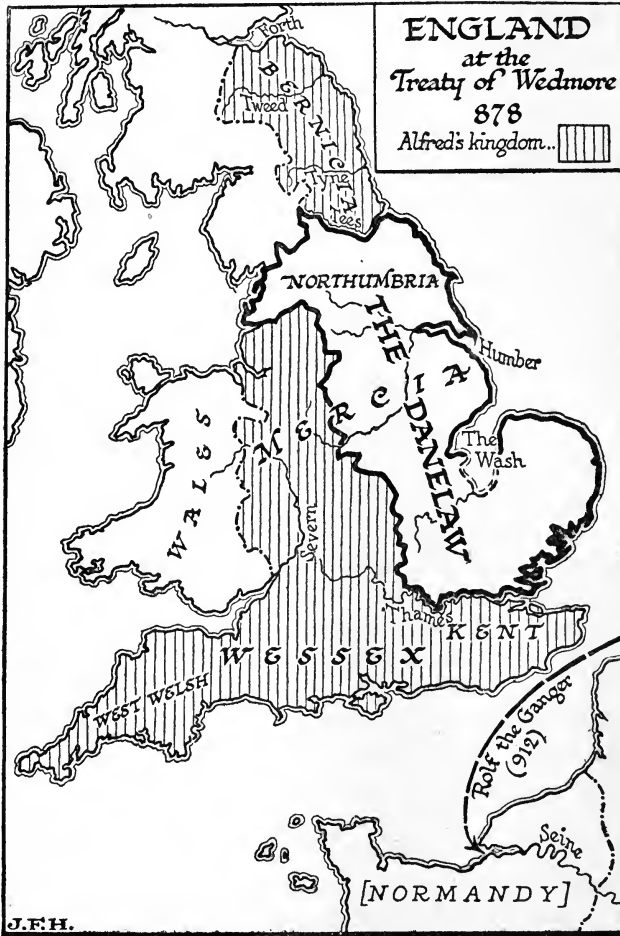 ENGLAND
at the
Treaty of Wedmore
878
Alfred's kingdom..
Forth
BERNICIA
Tweed
Tyne
Tees
NORTHUMBRIA
THE DANELAW
Humber
MERCIA
The
Wash
WALES
Severn
Thames
KENT
WESSEX
WEST WELSH
Rolf the Ganger
(912)
Seine
[NORMANDY]
J.F.H.